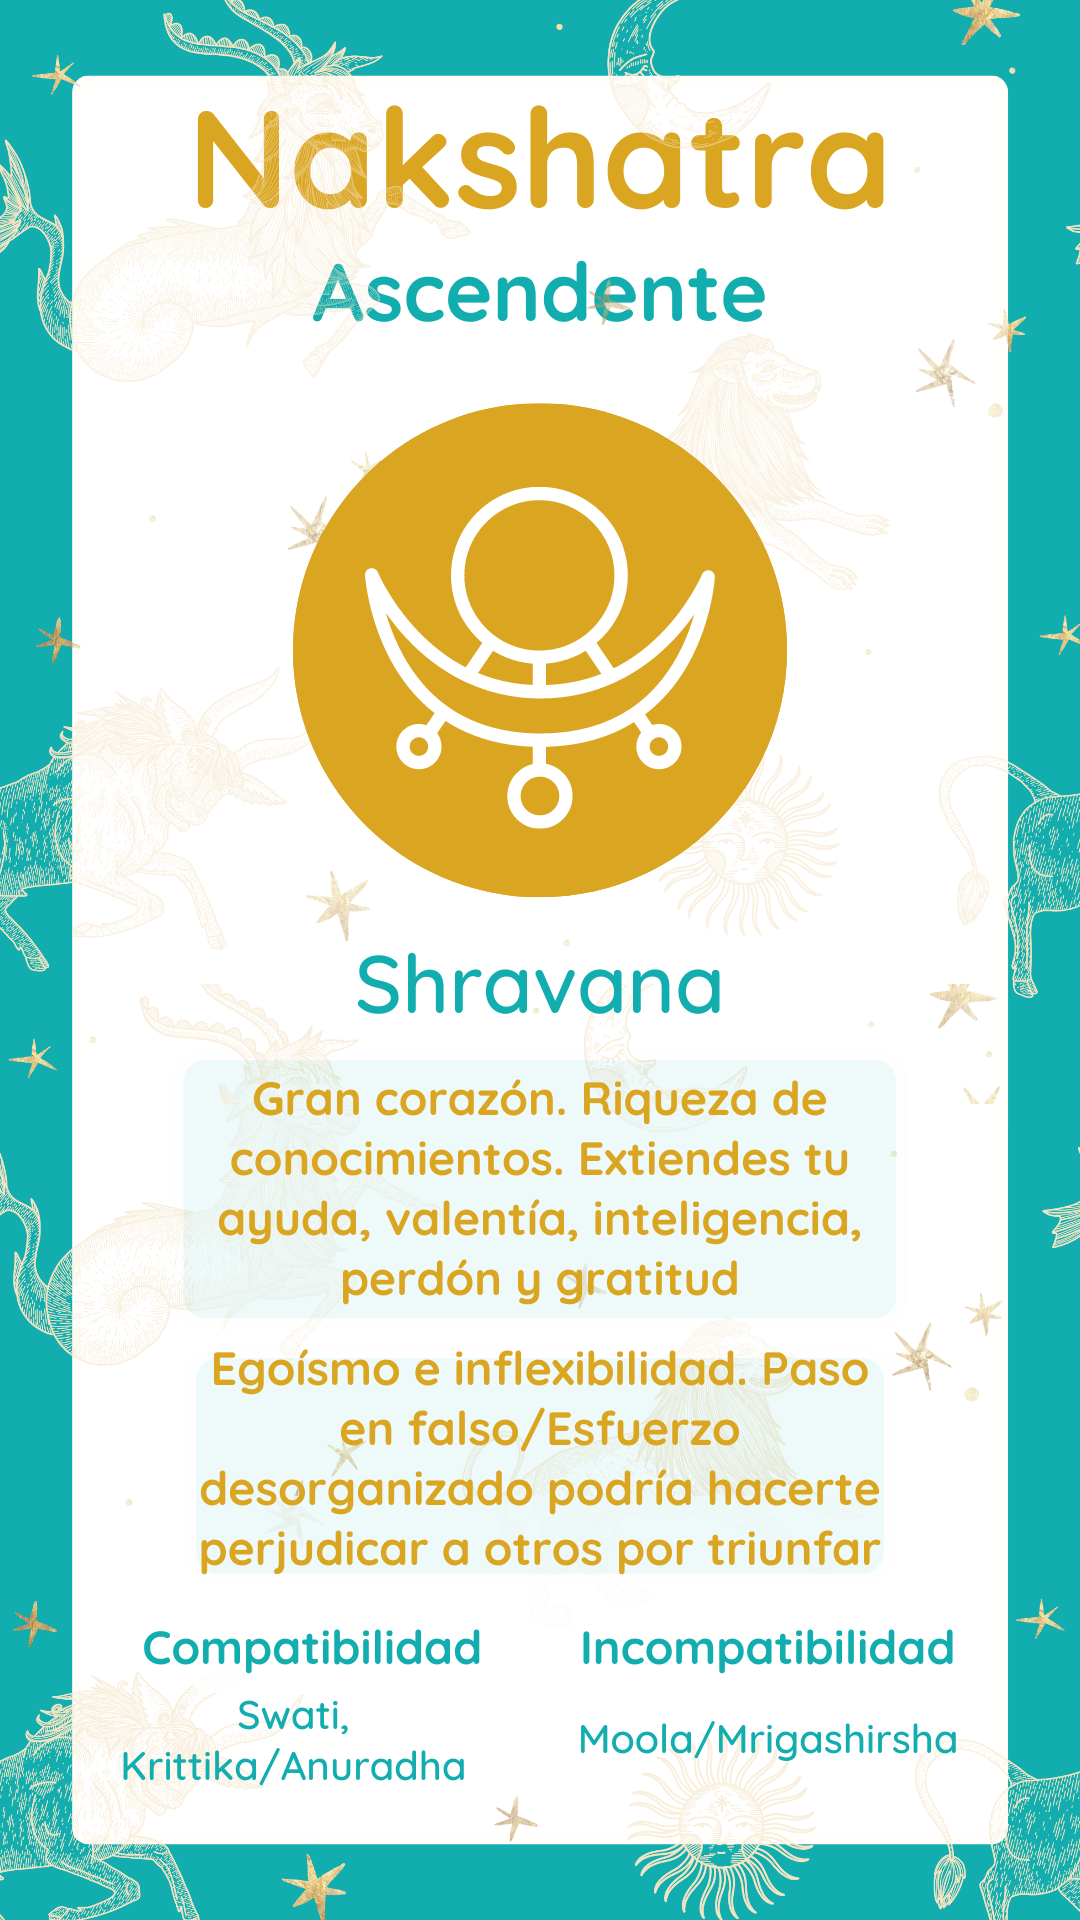 Nakshatra
Ascendente
Shravana
Gran corazón. Riqueza de
conocimientos. Extiendes tu
ayuda, valentía, inteligencia,
perdón y gratitud
Egoísmo e inflexibilidad. Paso
en falso/Esfuerzo
desorganizado podría hacerte
perjudicar a otros por triunfar
Compatibilidad
Swati,
Krittika/Anuradha
Incompatibilidad
Moola/Mrigashirsha